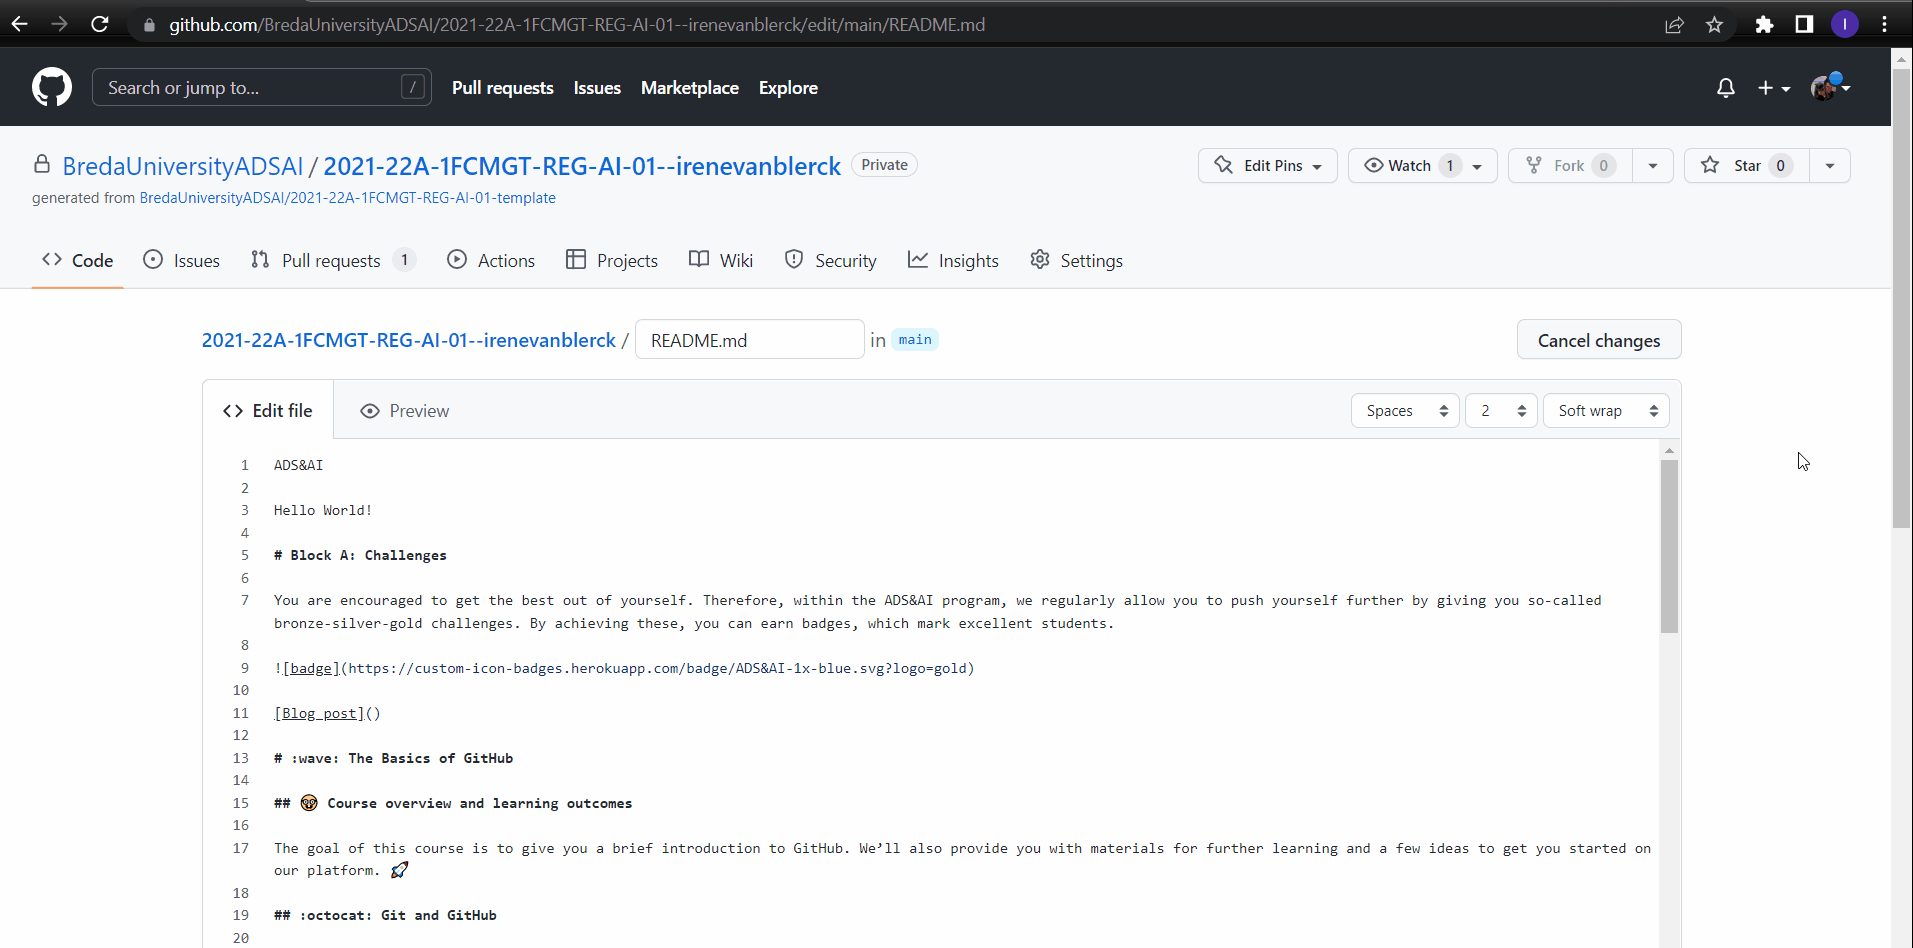 github.com/BredaUniversityADSAI/2021-22A-1FCMGT-REG-AI-01--irenevanblerck/edit/main/README.md
I
Search or jump to...
/
Pull requests Issues Marketplace Explore
BredaUniversityADSAI / 2021-22A-1FCMGT-REG-AI-01--irenevanblerck Private
Edit Pins Watch 1 Fork 0 Star 0
generated from BredaUniversityADSAI/2021-22A-1FCMGT-REG-AI-01-template
Code Issues Pull requests 1 Actions Projects Wiki Security Insights Settings
2021-22A-1FCMGT-REG-AI-01--irenevanblerck / README.md in main Cancel changes
<> Edit file Preview Spaces 2 Soft wrap
1 ADS&AI
2
3 Hello World!
4
5 # Block A: Challenges
6
7 You are encouraged to get the best out of yourself. Therefore, within the ADS&AI program, we regularly allow you to push yourself further by giving you so-called
bronze-silver-gold challenges. By achieving these, you can earn badges, which mark excellent students.
8
9 ![badge](https://custom-icon-badges.herokuapp.com/badge/ADS&AI-1x-blue.svg?logo=gold)
10
11 [Blog post]()
12
13 # :wave: The Basics of GitHub
14
15 ## 🤓 Course overview and learning outcomes
16
17 The goal of this course is to give you a brief introduction to GitHub. We’ll also provide you with materials for further learning and a few ideas to get you started on
our platform. 🚀
18
19 ## :octocat: Git and GitHub
20